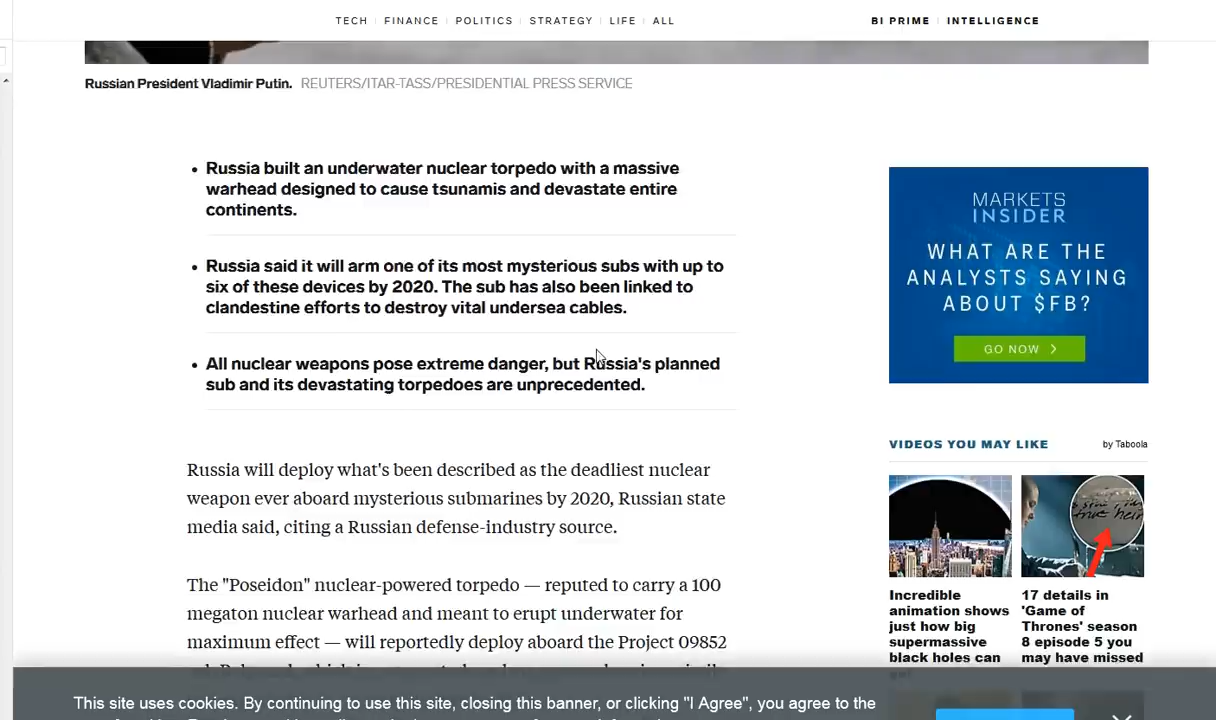 TECH FINANCE POLITICS STRATEGY LIFE ALL BI PRIME INTELLIGENCE
Russian President Vladimir Putin. REUTERS/ITAR-TASS/PRESIDENTIAL PRESS SERVICE
• Russia built an underwater nuclear torpedo with a massive
warhead designed to cause tsunamis and devastate entire
continents.
• Russia said it will arm one of its most mysterious subs with up to
six of these devices by 2020. The sub has also been linked to
clandestine efforts to destroy vital undersea cables.
• All nuclear weapons pose extreme danger, but Russia's planned
sub and its devastating torpedoes are unprecedented.
Russia will deploy what's been described as the deadliest nuclear
weapon ever aboard mysterious submarines by 2020, Russian state
media said, citing a Russian defense-industry source.
The "Poseidon" nuclear-powered torpedo — reputed to carry a 100
megaton nuclear warhead and meant to erupt underwater for
maximum effect — will reportedly deploy aboard the Project 09852
MARKETS
INSIDER
WHAT ARE THE
ANALYSTS SAYING
ABOUT $FB?
GO NOW
VIDEOS YOU MAY LIKE by Taboola
true heir
Incredible
animation shows
just how big
supermassive
black holes can
17 details in
'Game of
Thrones' season
8 episode 5 you
may have missed
This site uses cookies. By continuing to use this site, closing this banner, or clicking "I Agree", you agree to the